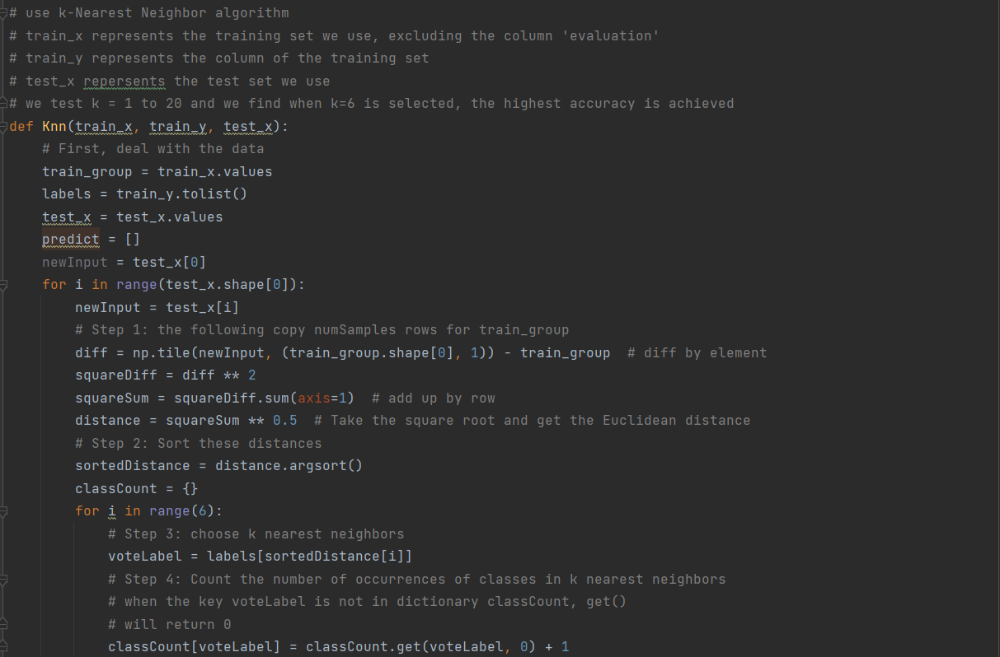 # use k-Nearest Neighbor algorithm
# train_x represents the training set we use, excluding the column 'evaluation'
# train_y represents the column of the training set
# test_x repersents the test set we use
# we test k = 1 to 20 and we find when k=6 is selected, the highest accuracy is achieved
def Knn(train_x, train_y, test_x):
    # First, deal with the data
    train_group = train_x.values
    labels = train_y.tolist()
    test_x = test_x.values
    predict = []
    newInput = test_x[0]
    for i in range(test_x.shape[0]):
        newInput = test_x[i]
        # Step 1: the following copy numSamples rows for train_group
        diff = np.tile(newInput, (train_group.shape[0], 1)) - train_group  # diff by element
        squareDiff = diff ** 2
        squareSum = squareDiff.sum(axis=1)  # add up by row
        distance = squareSum ** 0.5  # Take the square root and get the Euclidean distance
        # Step 2: Sort these distances
        sortedDistance = distance.argsort()
        classCount = {}
        for i in range(6):
            # Step 3: choose k nearest neighbors
            voteLabel = labels[sortedDistance[i]]
            # Step 4: Count the number of occurrences of classes in k nearest neighbors
            # when the key voteLabel is not in dictionary classCount, get()
            # will return 0
            classCount[voteLabel] = classCount.get(voteLabel, 0) + 1